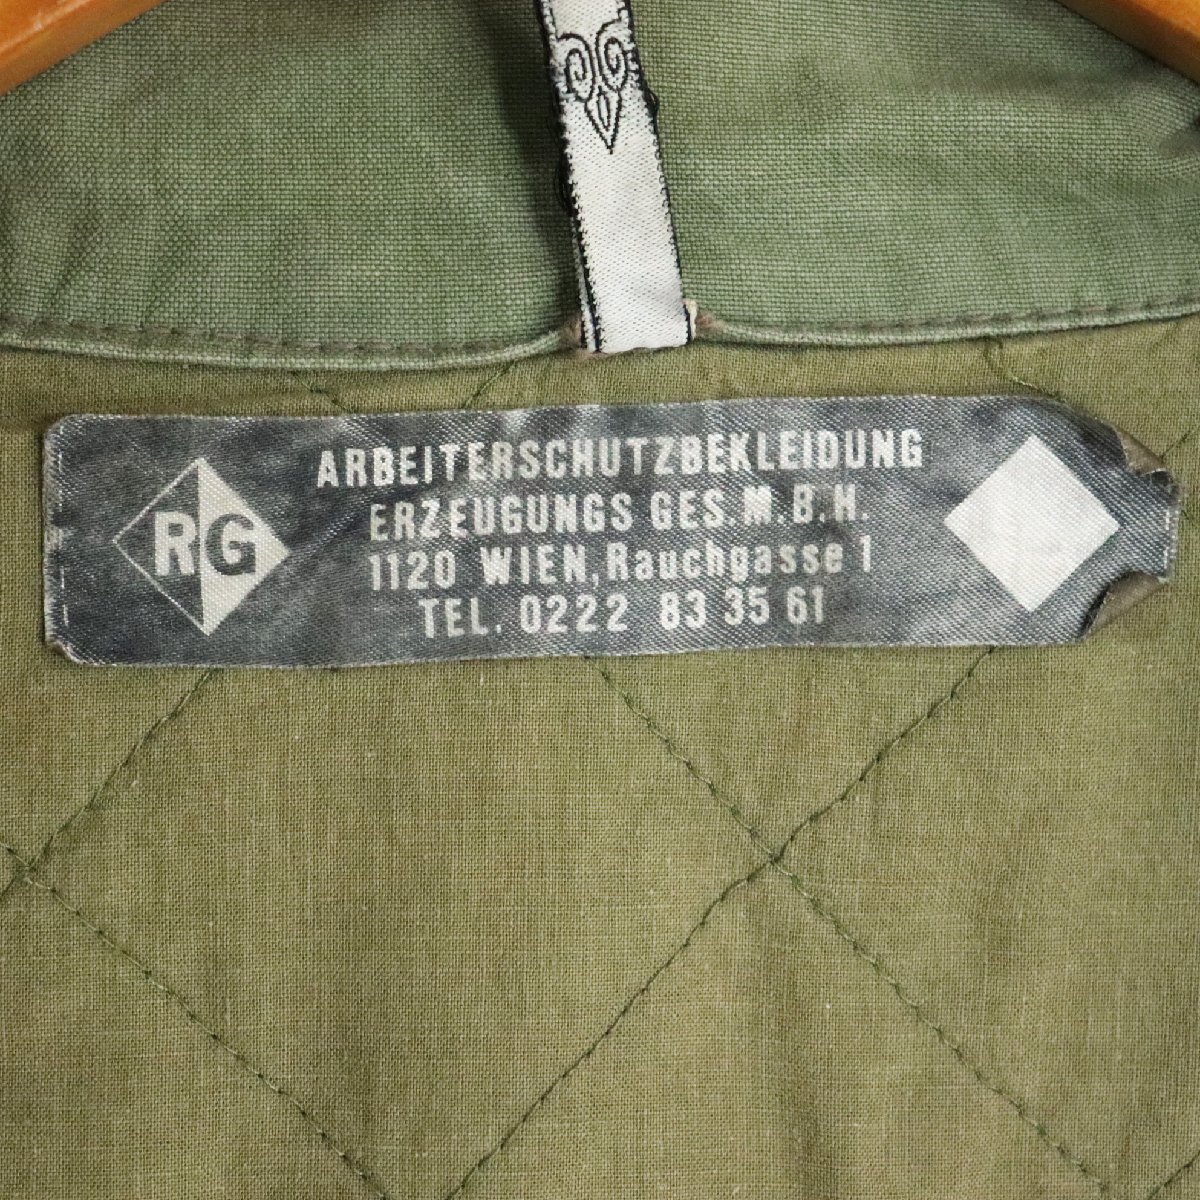 RG
ARBEITERSCHUTZBEKLEIDUNG
ERZEUGUNGS GES.M.B.H.
1120 WIEN, Rauchgasse 1
TEL. 0222 83 35 61